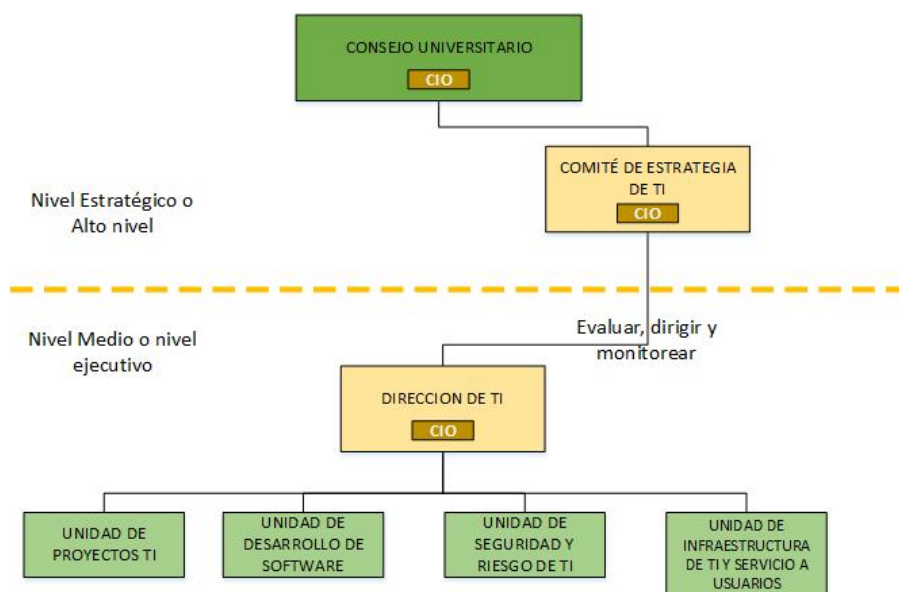 CONSEJO UNIVERSITARIO
CIO
COMITÉ DE ESTRATEGIA
DE TI
CIO
Nivel Estratégico o
Alto nivel
Nivel Medio o nivel
ejecutivo
Evaluar, dirigir y
monitorear
DIRECCION DE TI
CIO
UNIDAD DE
PROYECTOS TI
UNIDAD DE
DESARROLLO DE
SOFTWARE
UNIDAD DE
SEGURIDAD Y
RIESGO DE TI
UNIDAD DE
INFRAESTRUCTURA
DE TI Y SERVICIO A
USUARIOS